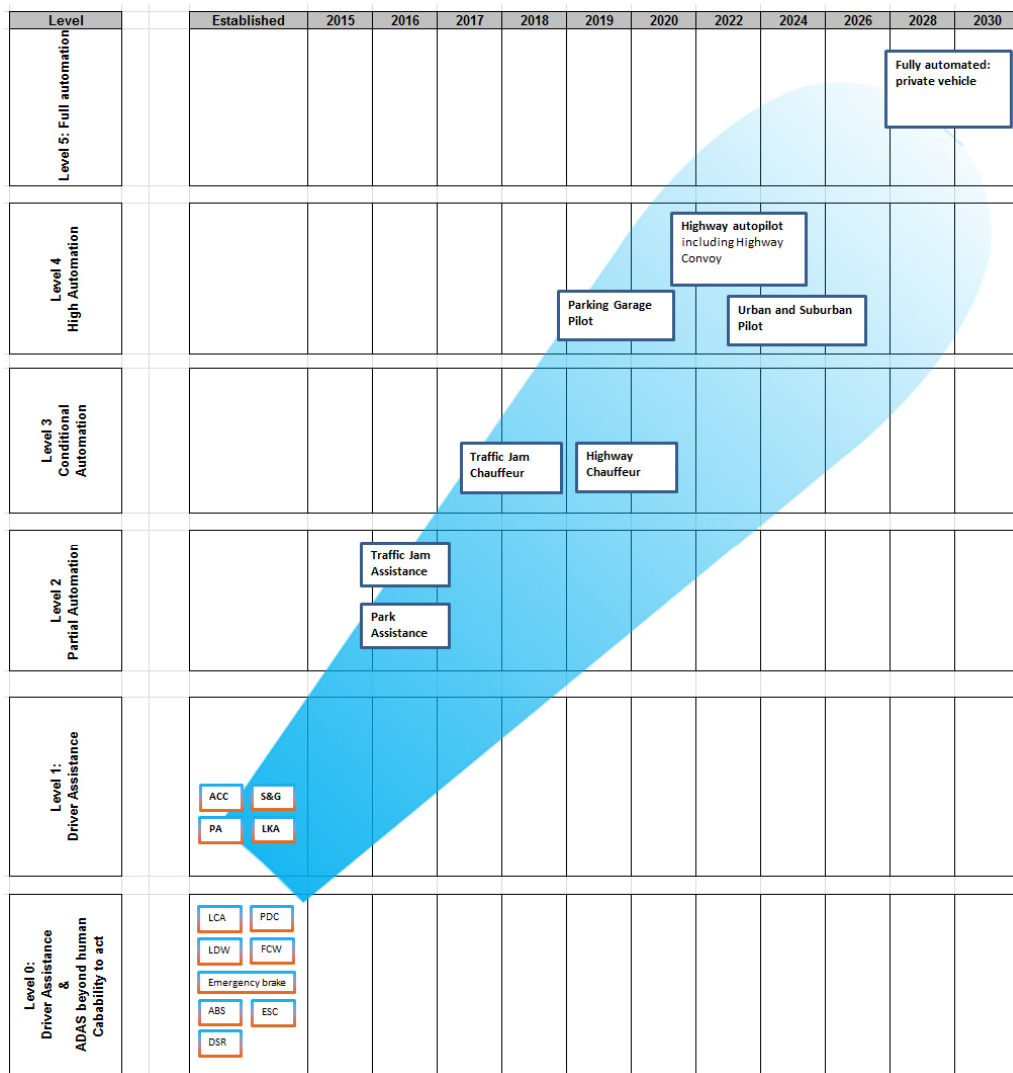 Level Established 2015 2016 2017 2018 2019 2020 2022 2024 2026 2028 2030
Level 5: Full automation
Fully automated:
private vehicle
Level 4
High Automation
Highway autopilot
including Highway
Convoy
Parking Garage
Pilot
Urban and Suburban
Pilot
Level 3
Conditional
Automation
Traffic Jam
Chauffeur
Highway
Chauffeur
Level 2
Partial Automation
Traffic Jam
Assistance
Park
Assistance
Level 1:
Driver Assistance
ACC S&G
PA LKA
Level 0:
Driver Assistance
&
ADAS beyond human
Cabability to act
LCA PDC
LDW FCW
Emergency brake
ABS ESC
DSR